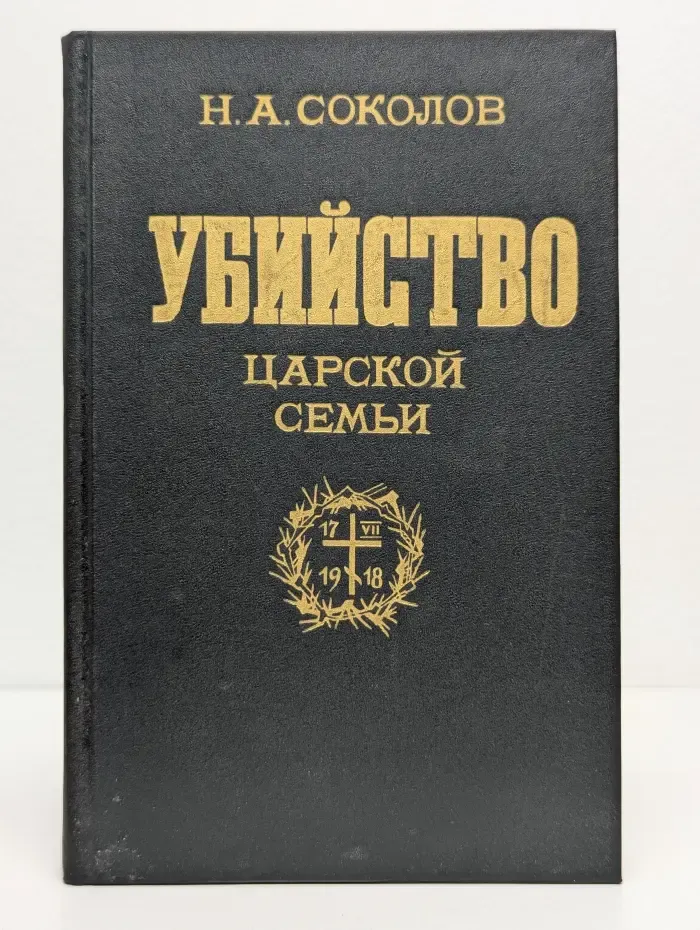 Н. А. СОКОЛОВ
УБИЙСТВО
ЦАРСКОЙ
СЕМЬИ
17 VII
19 18